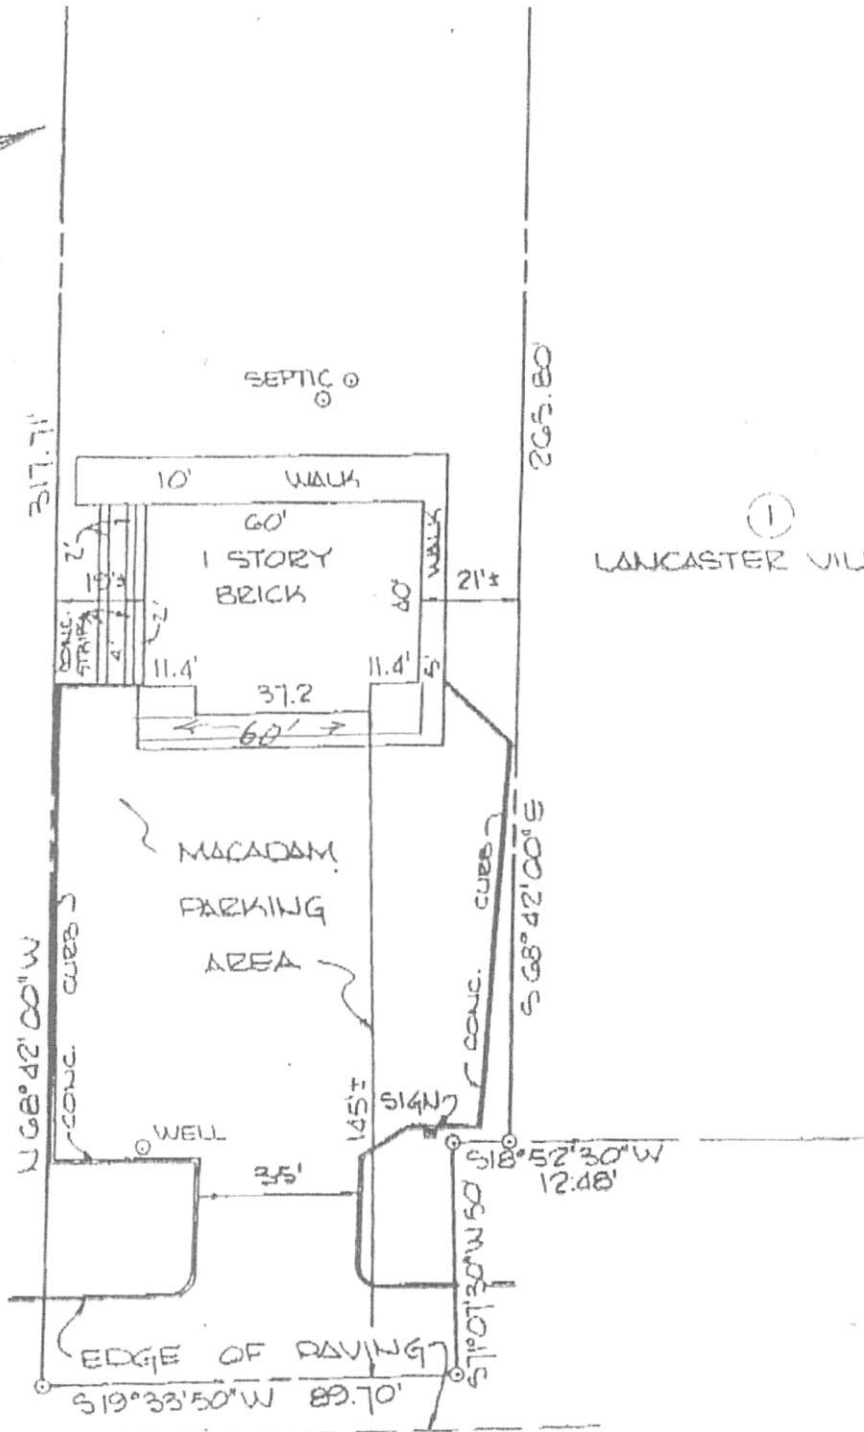 SEPTIC
317.71'
265.80'
10' WALK
60'
1 STORY
BRICK
WALK
40'
21'±
1
LANCASTER VIL
2'
CONC.
STRIPS
4'
2'
11.4'
11.4'
5'
37.2
60'
MACADAM
PARKING
AREA
CONC. CURB
CONC. CURB
N 68° 42' 00" W
S 68° 42' 00" E
WELL
145'±
SIGN
35'
S18° 52' 30" W
12.48'
S71° 07' 30" W 50'
EDGE OF PAVING
S19° 33' 50" W 89.70'